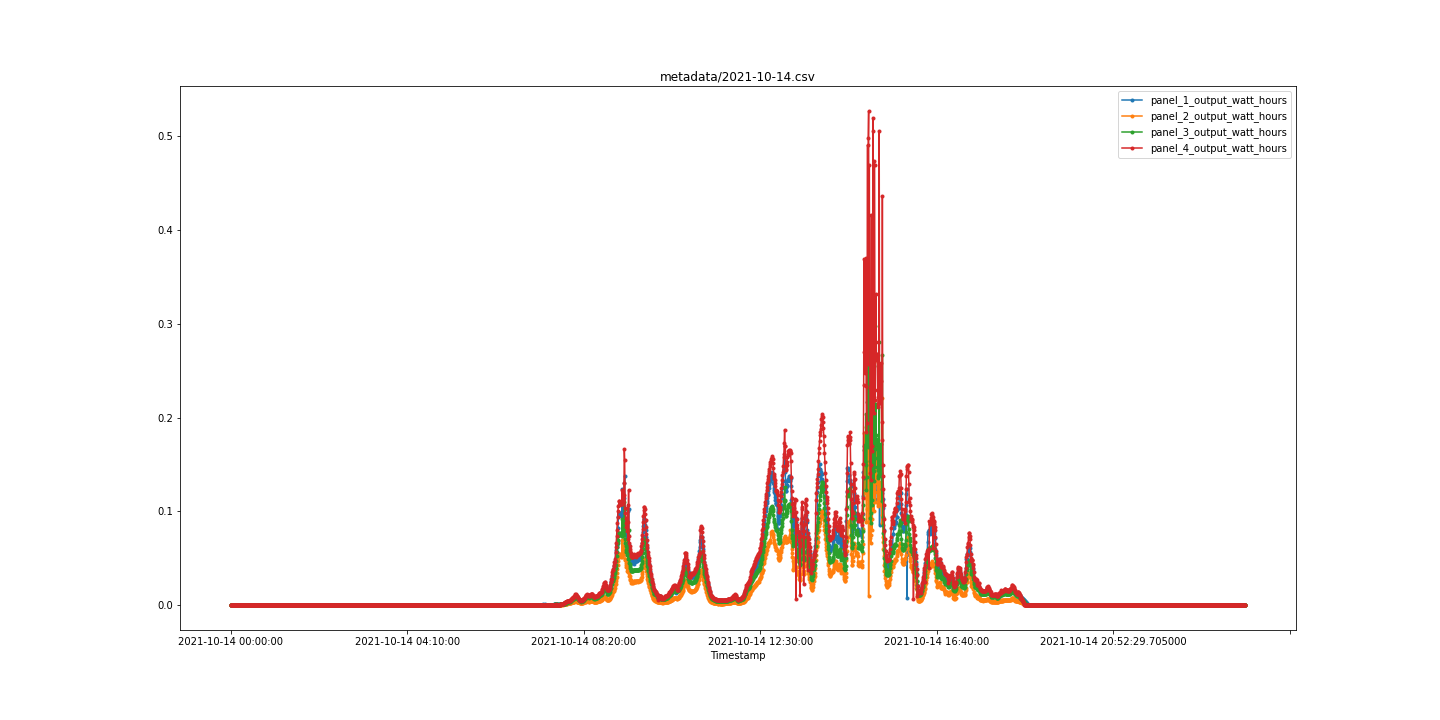 metadata/2021-10-14.csv
panel_1_output_watt_hours
panel_2_output_watt_hours
panel_3_output_watt_hours
panel_4_output_watt_hours
0.5
0.4
0.3
0.2
0.1
0.0
2021-10-14 00:00:00 2021-10-14 04:10:00 2021-10-14 08:20:00 2021-10-14 12:30:00 2021-10-14 16:40:00 2021-10-14 20:52:29.705000
Timestamp